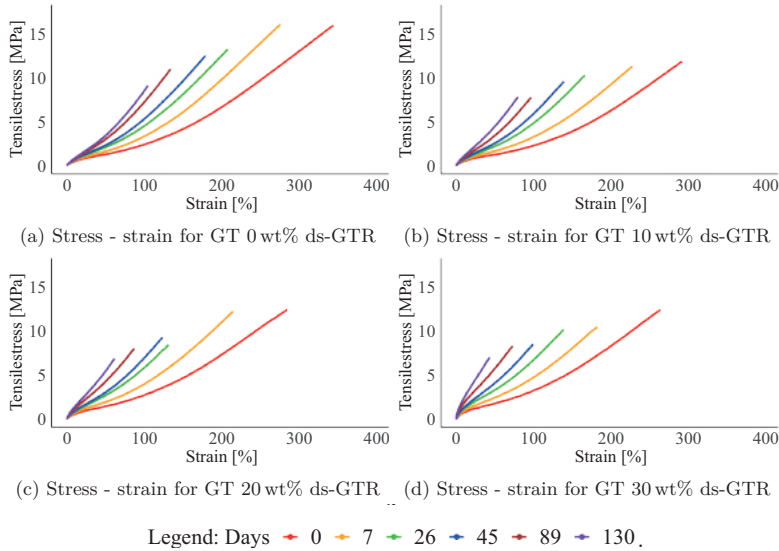 Tensilestress [MPa]
15
10
5
0
0 100 200 300 400
Strain [%]
(a) Stress - strain for GT 0 wt% ds-GTR
Tensilestress [MPa]
15
10
5
0
0 100 200 300 400
Strain [%]
(b) Stress - strain for GT 10 wt% ds-GTR
Tensilestress [MPa]
15
10
5
0
0 100 200 300 400
Strain [%]
(c) Stress - strain for GT 20 wt% ds-GTR
Tensilestress [MPa]
15
10
5
0
0 100 200 300 400
Strain [%]
(d) Stress - strain for GT 30 wt% ds-GTR
Legend: Days 0 7 26 45 89 130.